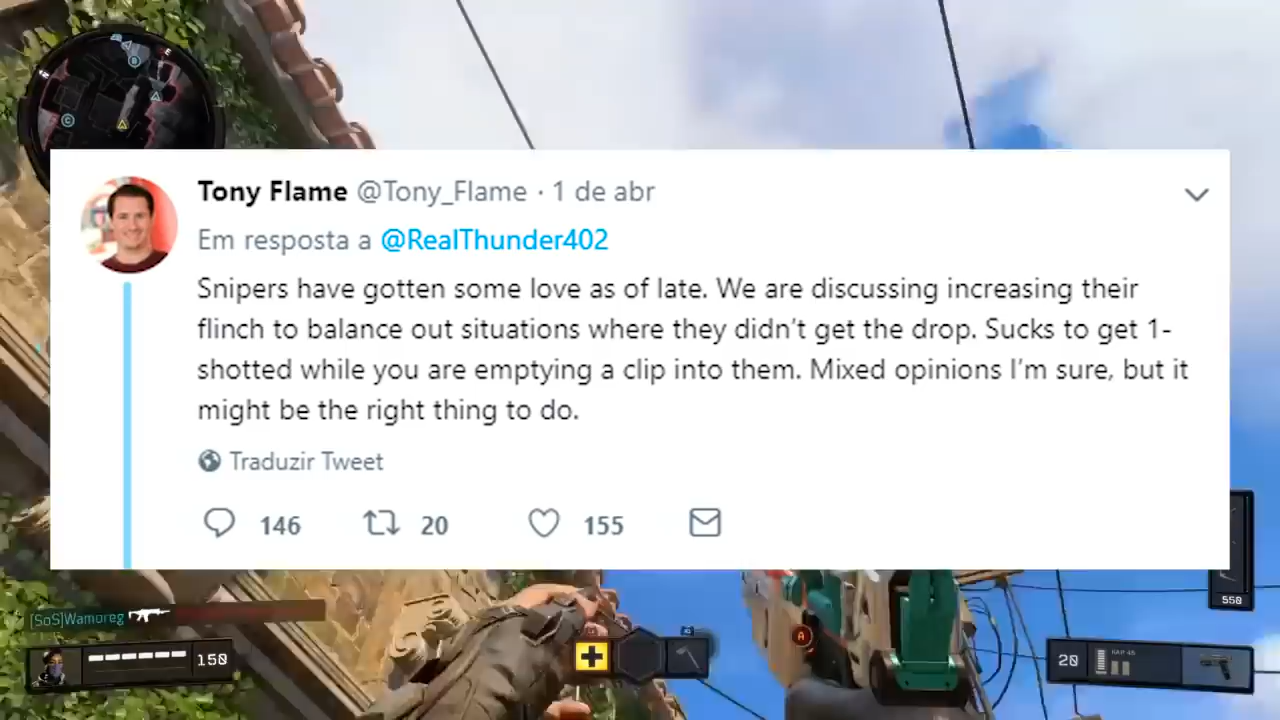 Tony Flame @Tony_Flame · 1 de abr
Em resposta a @RealThunder402
Snipers have gotten some love as of late. We are discussing increasing their
flinch to balance out situations where they didn't get the drop. Sucks to get 1-
shotted while you are emptying a clip into them. Mixed opinions I'm sure, but it
might be the right thing to do.
Traduzir Tweet
146 20 155
550
[SoS]Wamoreg
150
A
20